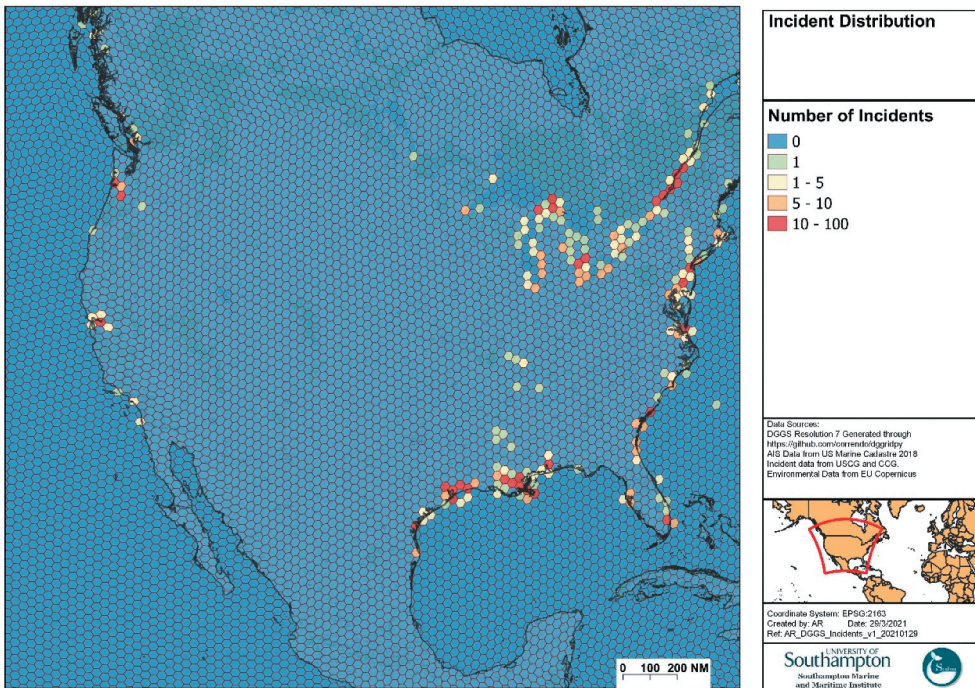 Incident Distribution
Number of Incidents
0
1
1 - 5
5 - 10
10 - 100
Data Sources:
DGGS Resolution 7 Generated through
https://github.com/correndo/dggridpy
AIS Data from US Marine Cadastre 2018
Incident data from USCG and CCG.
Environmental Data from EU Copernicus
Coordinate System: EPSG:2163
Created by: AR Date: 29/3/2021
Ref: AR_DGGS_Incidents_v1_20210129
0 100 200 NM
UNIVERSITY OF
Southampton
Southampton Marine
and Maritime Institute